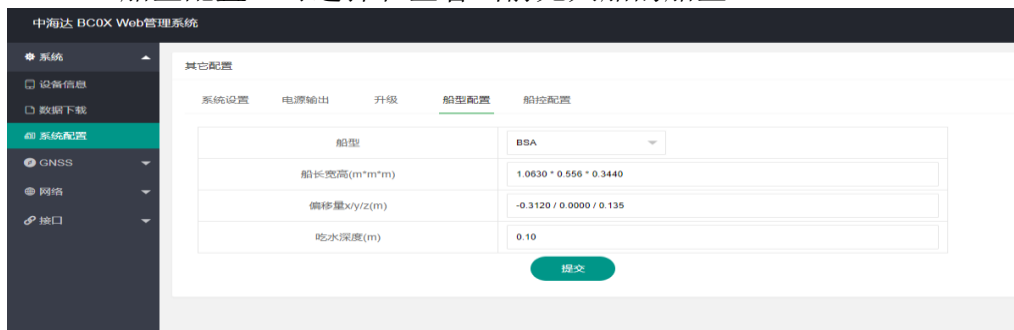 中海达 BC0X Web管理系统
系统
设备信息
数据下载
系统配置
GNSS
网络
接口
其它配置
系统设置 电源输出 升级 船型配置 船控配置
船型 BSA
船长宽高(m*m*m) 1.0630 * 0.556 * 0.3440
偏移量x/y/z(m) -0.3120 / 0.0000 / 0.135
吃水深度(m) 0.10
提交